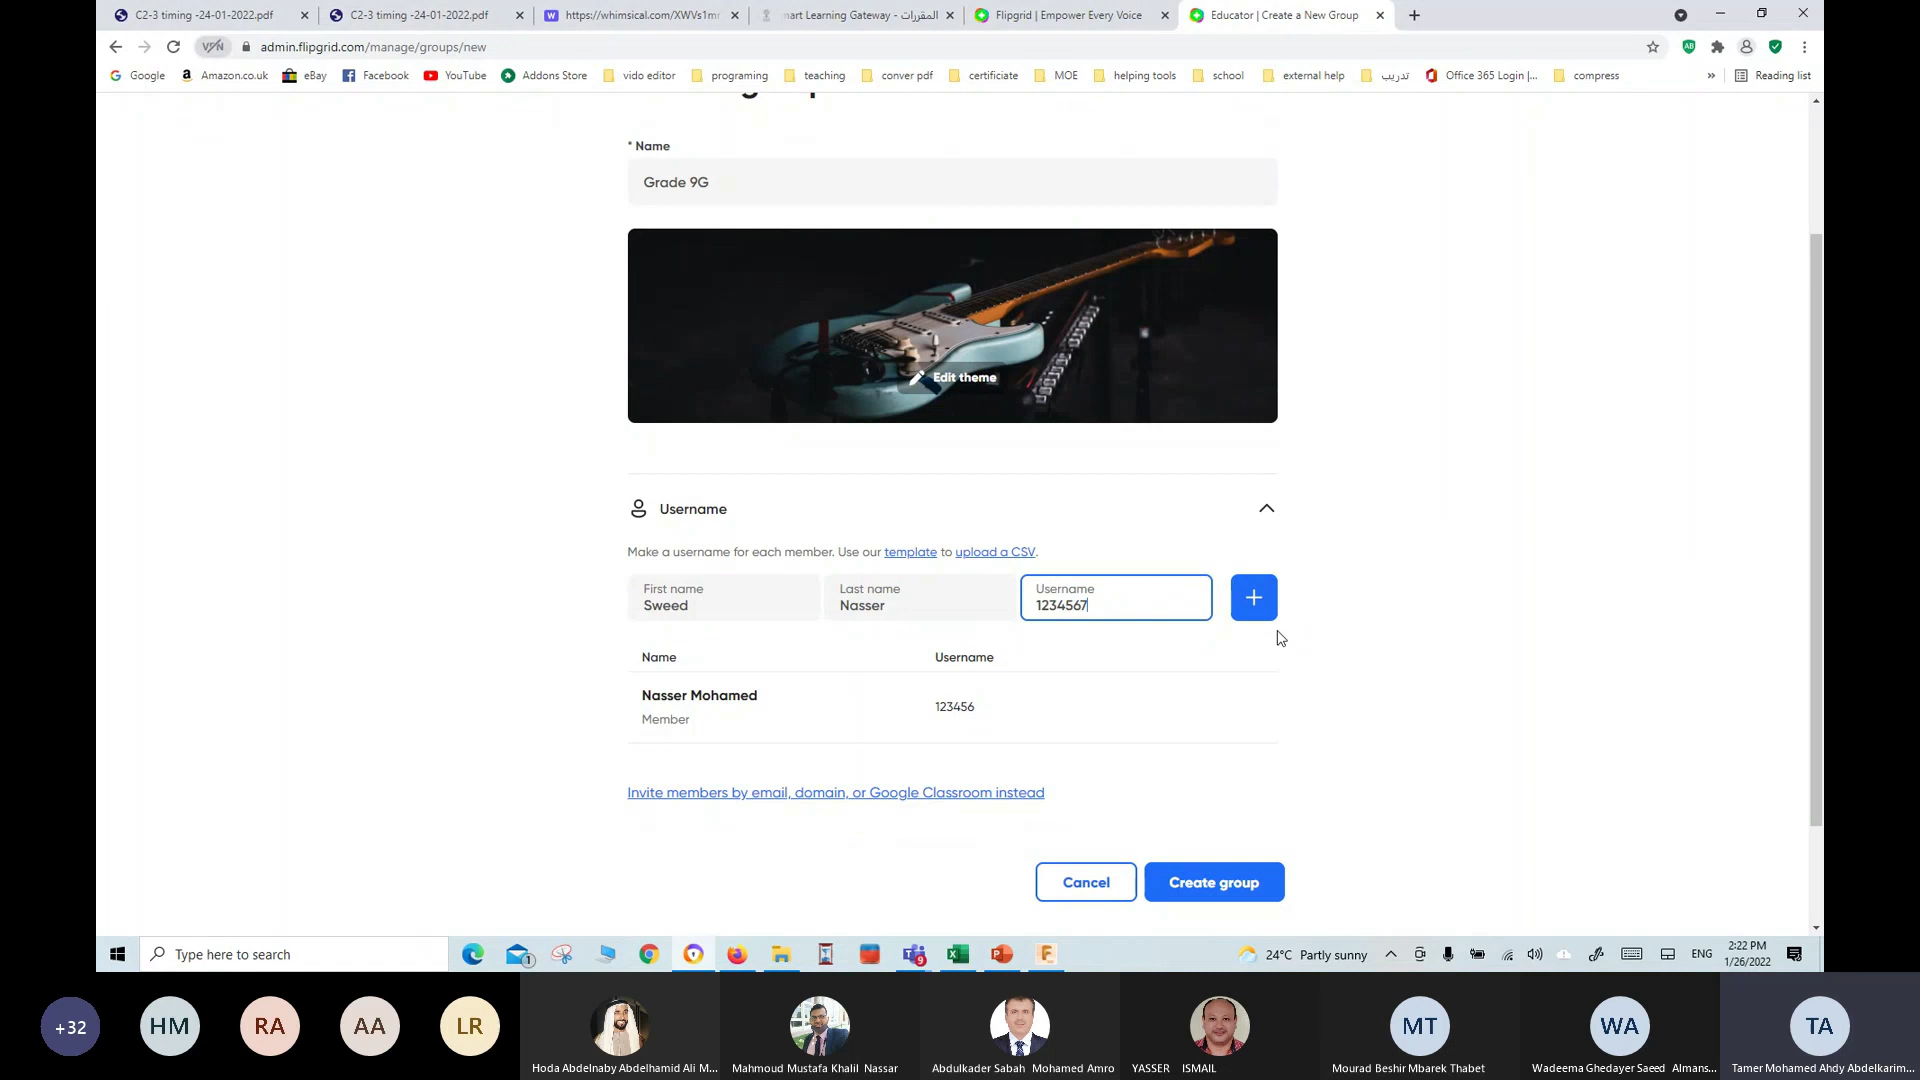 C2-3 timing -24-01-2022.pdf
C2-3 timing -24-01-2022.pdf
https://whimsical.com/XWVs1mr
mart Learning Gateway - المقررات
Flipgrid | Empower Every Voice
Educator | Create a New Group
VPN
admin.flipgrid.com/manage/groups/new
Google
Amazon.co.uk
eBay
Facebook
YouTube
Addons Store
vido editor
programing
teaching
conver pdf
certificiate
MOE
helping tools
school
external help
تدريب
Office 365 Login |...
compress
»
Reading list
* Name
Grade 9G
Edit theme
Username
Make a username for each member. Use our template to upload a CSV.
First name
Sweed
Last name
Nasser
Username
1234567
+
Name
Username
Nasser Mohamed
Member
123456
Invite members by email, domain, or Google Classroom instead
Cancel
Create group
Type here to search
24°C Partly sunny
ENG
2:22 PM
1/26/2022
+32
HM
RA
AA
LR
MT
WA
TA
Hoda Abdelnaby Abdelhamid Ali M...
Mahmoud Mustafa Khalil Nassar
Abdulkader Sabah Mohamed Amro
YASSER ISMAIL
Mourad Beshir Mbarek Thabet
Wadeema Ghedayer Saeed Almans...
Tamer Mohamed Ahdy Abdelkarim...